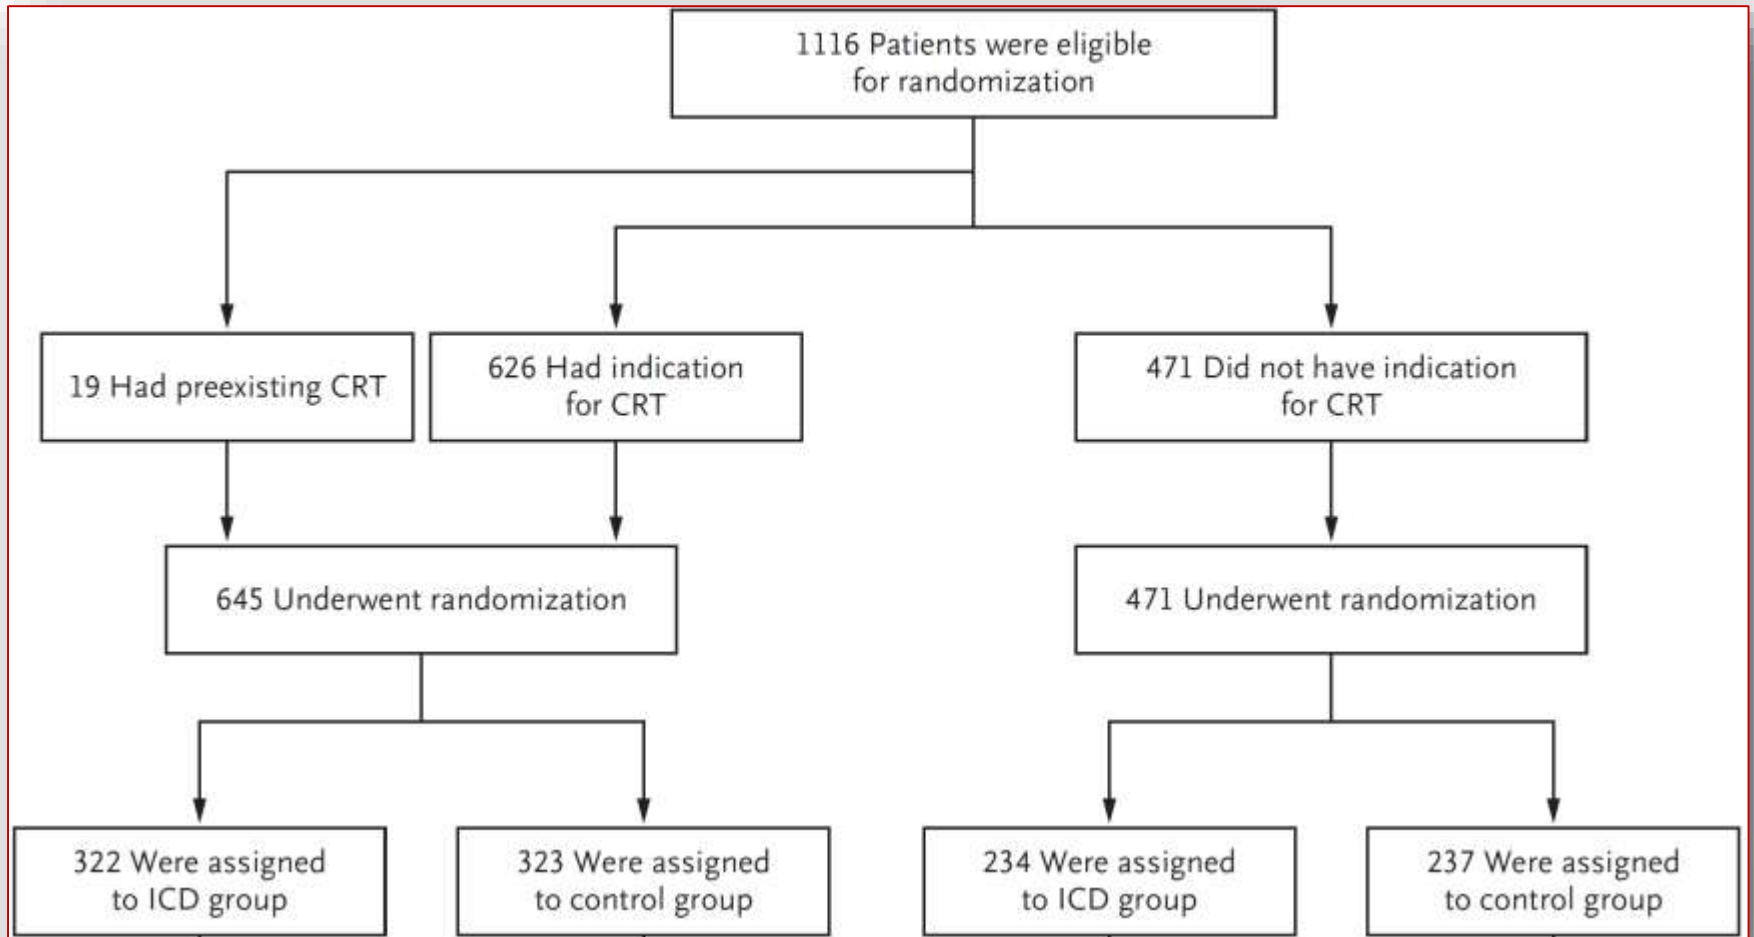 1116 Patients were eligible
for randomization
19 Had preexisting CRT
626 Had indication
for CRT
471 Did not have indication
for CRT
645 Underwent randomization
471 Underwent randomization
322 Were assigned
to ICD group
323 Were assigned
to control group
234 Were assigned
to ICD group
237 Were assigned
to control group